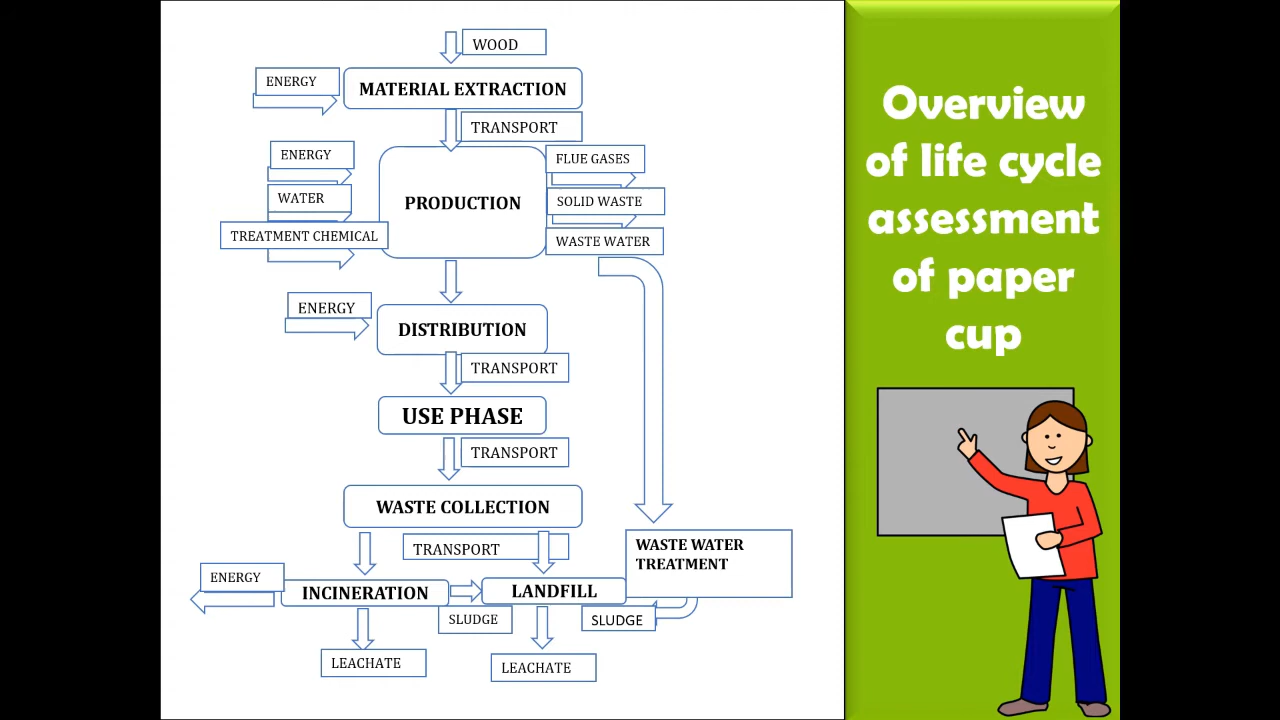 WOOD
ENERGY
MATERIAL EXTRACTION
TRANSPORT
ENERGY
WATER
TREATMENT CHEMICAL
PRODUCTION
FLUE GASES
SOLID WASTE
WASTE WATER
ENERGY
DISTRIBUTION
TRANSPORT
USE PHASE
TRANSPORT
WASTE COLLECTION
TRANSPORT
WASTE WATER
TREATMENT
ENERGY
INCINERATION
LANDFILL
SLUDGE
SLUDGE
LEACHATE
LEACHATE
Overview
of life cycle
assessment
of paper
cup